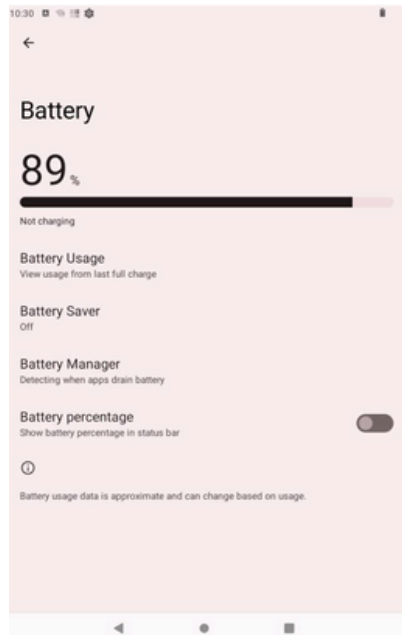 10:30
Battery
89%
Not charging
Battery Usage
View usage from last full charge
Battery Saver
Off
Battery Manager
Detecting when apps drain battery
Battery percentage
Show battery percentage in status bar
Battery usage data is approximate and can change based on usage.